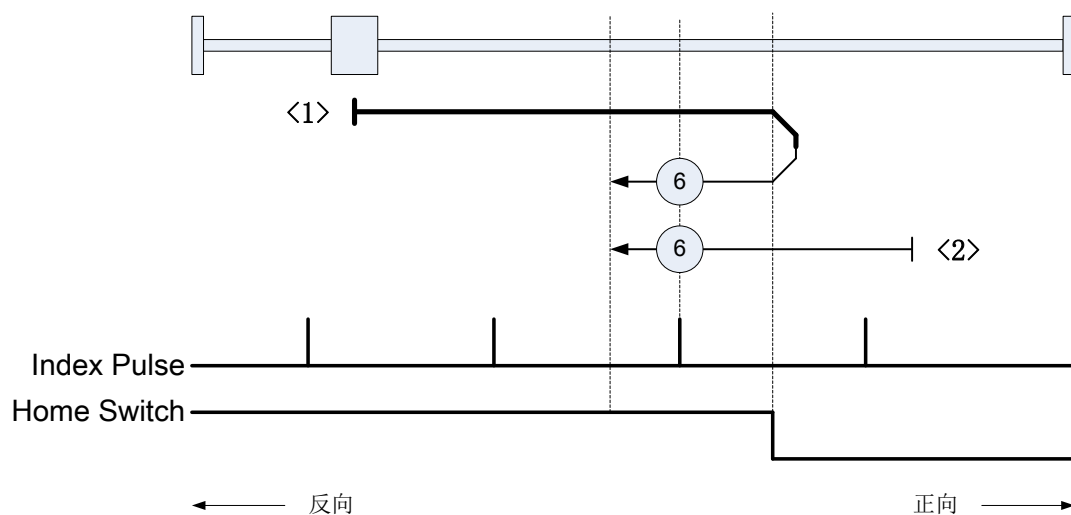 〈1〉
6
6
〈2〉
Index Pulse
Home Switch
反向
正向